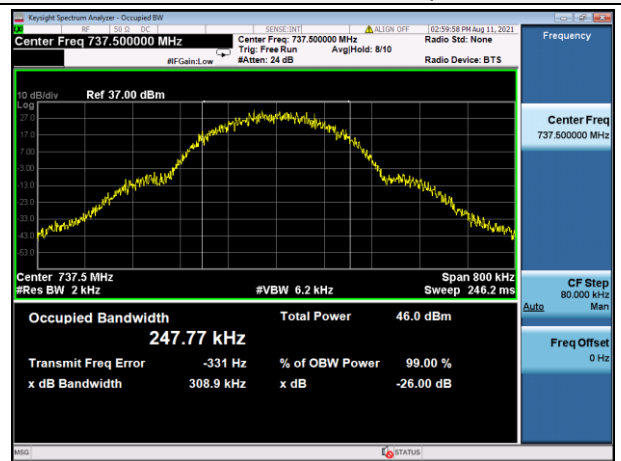 Keysight Spectrum Analyzer - Occupied BW
RF 50 Ω DC SENSE:INT ALIGN OFF 02:59:58 PM Aug 11, 2021
Center Freq 737.500000 MHz
Center Freq: 737.500000 MHz
Radio Std: None
Trig: Free Run Avg|Hold: 8/10
#IFGain:Low
#Atten: 24 dB
Radio Device: BTS
Frequency
10 dB/div Ref 37.00 dBm
Log
27.0
17.0
7.00
-3.00
-13.0
-23.0
-33.0
-43.0
-53.0
Center 737.5 MHz
Span 800 kHz
#Res BW 2 kHz
#VBW 6.2 kHz
Sweep 246.2 ms
Center Freq
737.500000 MHz
CF Step
80.000 kHz
Auto Man
Freq Offset
0 Hz
Occupied Bandwidth
Total Power 46.0 dBm
247.77 kHz
Transmit Freq Error -331 Hz
% of OBW Power 99.00 %
x dB Bandwidth 308.9 kHz
x dB -26.00 dB
MSG
STATUS